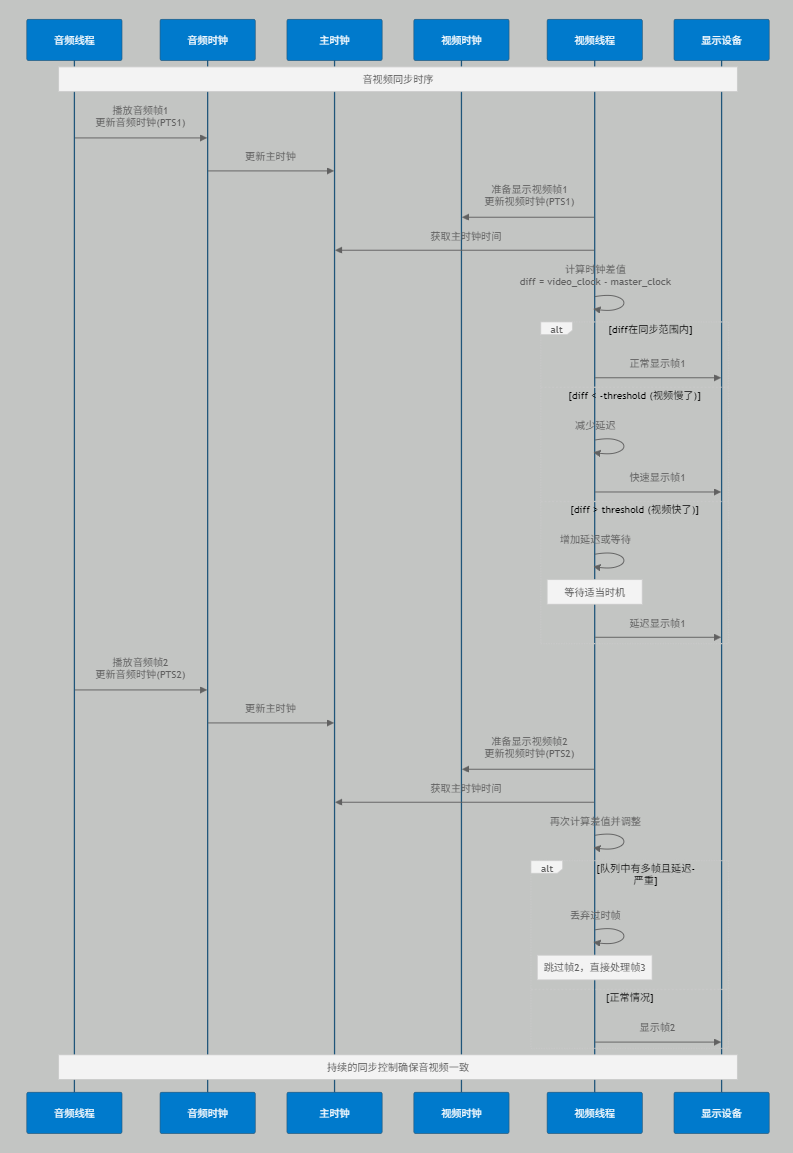 音频线程
音频时钟
主时钟
视频时钟
视频线程
显示设备
音视频同步时序
播放音频帧1
更新音频时钟(PTS1)
更新主时钟
准备显示视频帧1
更新视频时钟(PTS1)
获取主时钟时间
计算时钟差值
diff = video_clock - master_clock
alt
[diff在同步范围内]
正常显示帧1
[diff < -threshold (视频慢了)]
减少延迟
快速显示帧1
[diff > threshold (视频快了)]
增加延迟或等待
等待适当时机
延迟显示帧1
播放音频帧2
更新音频时钟(PTS2)
更新主时钟
准备显示视频帧2
更新视频时钟(PTS2)
获取主时钟时间
再次计算差值并调整
alt
[队列中有多帧且延迟-
严重]
丢弃过时帧
跳过帧2，直接处理帧3
[正常情况]
显示帧2
持续的同步控制确保音视频一致
音频线程
音频时钟
主时钟
视频时钟
视频线程
显示设备